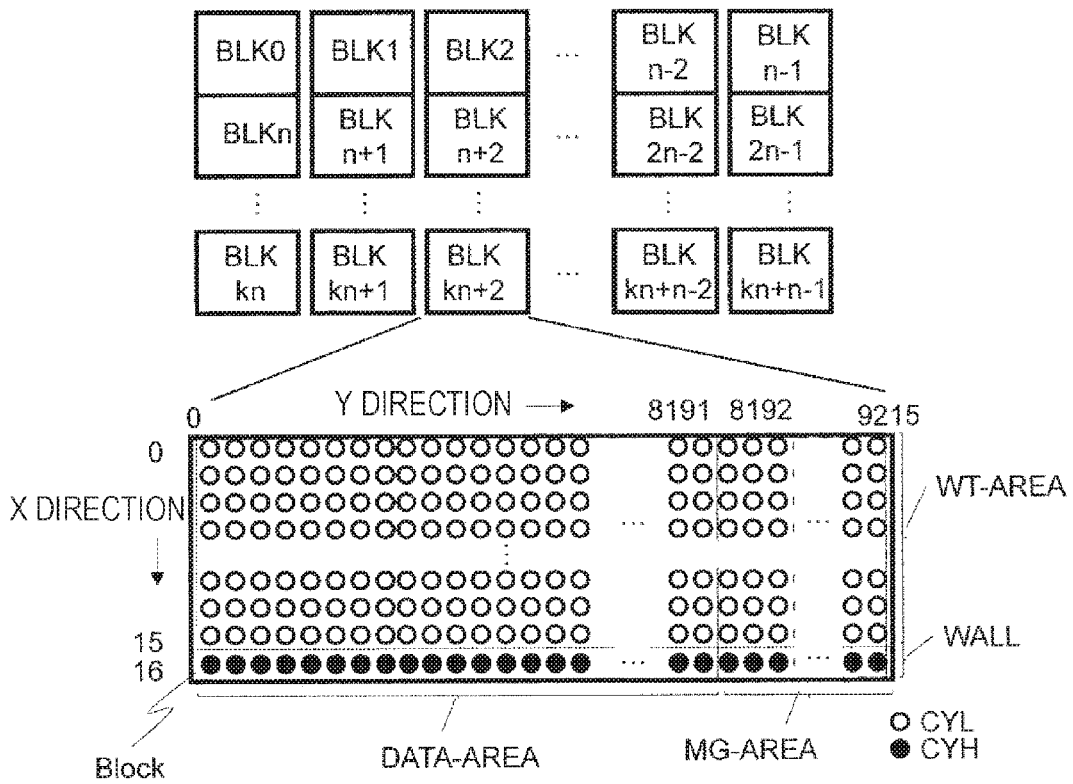 BLK0 BLK1 BLK2 ... BLK n-2 BLK n-1
BLKn BLK n+1 BLK n+2 ... BLK 2n-2 BLK 2n-1
BLK kn BLK kn+1 BLK kn+2 ... BLK kn+n-2 BLK kn+n-1
0 Y DIRECTION 8191 8192 9215
0
X DIRECTION
WT-AREA
... ...
15
16
WALL
... ...
DATA-AREA MG-AREA
Block
CYL
CYH